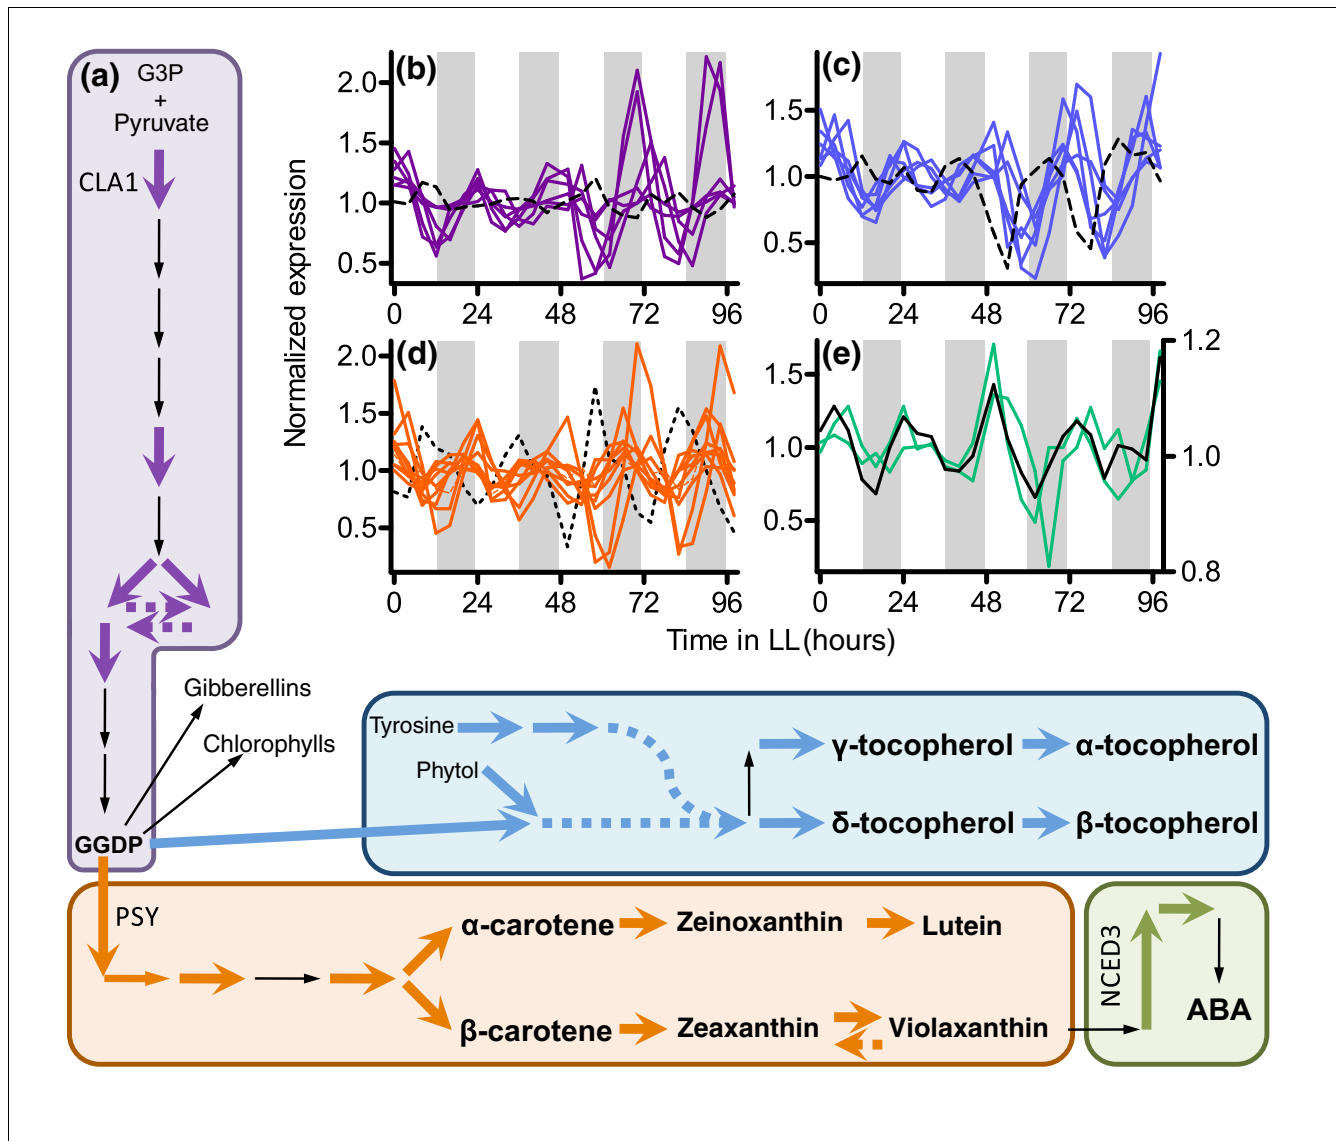 (a)
G3P
+
Pyruvate
CLA1
Normalized expression
(b)
2.0
1.5
1.0
0.5
0 24 48 72 96
(c)
1.5
1.0
0.5
0 24 48 72 96
(d)
2.0
1.5
1.0
0.5
0 24 48 72 96
(e)
1.5
1.0
0.5
1.2
1.0
0.8
0 24 48 72 96
Time in LL(hours)
Gibberellins
Chlorophylls
GGDP
Tyrosine
Phytol
γ-tocopherol
α-tocopherol
δ-tocopherol
β-tocopherol
PSY
α-carotene
Zeinoxanthin
Lutein
β-carotene
Zeaxanthin
Violaxanthin
NCED3
ABA